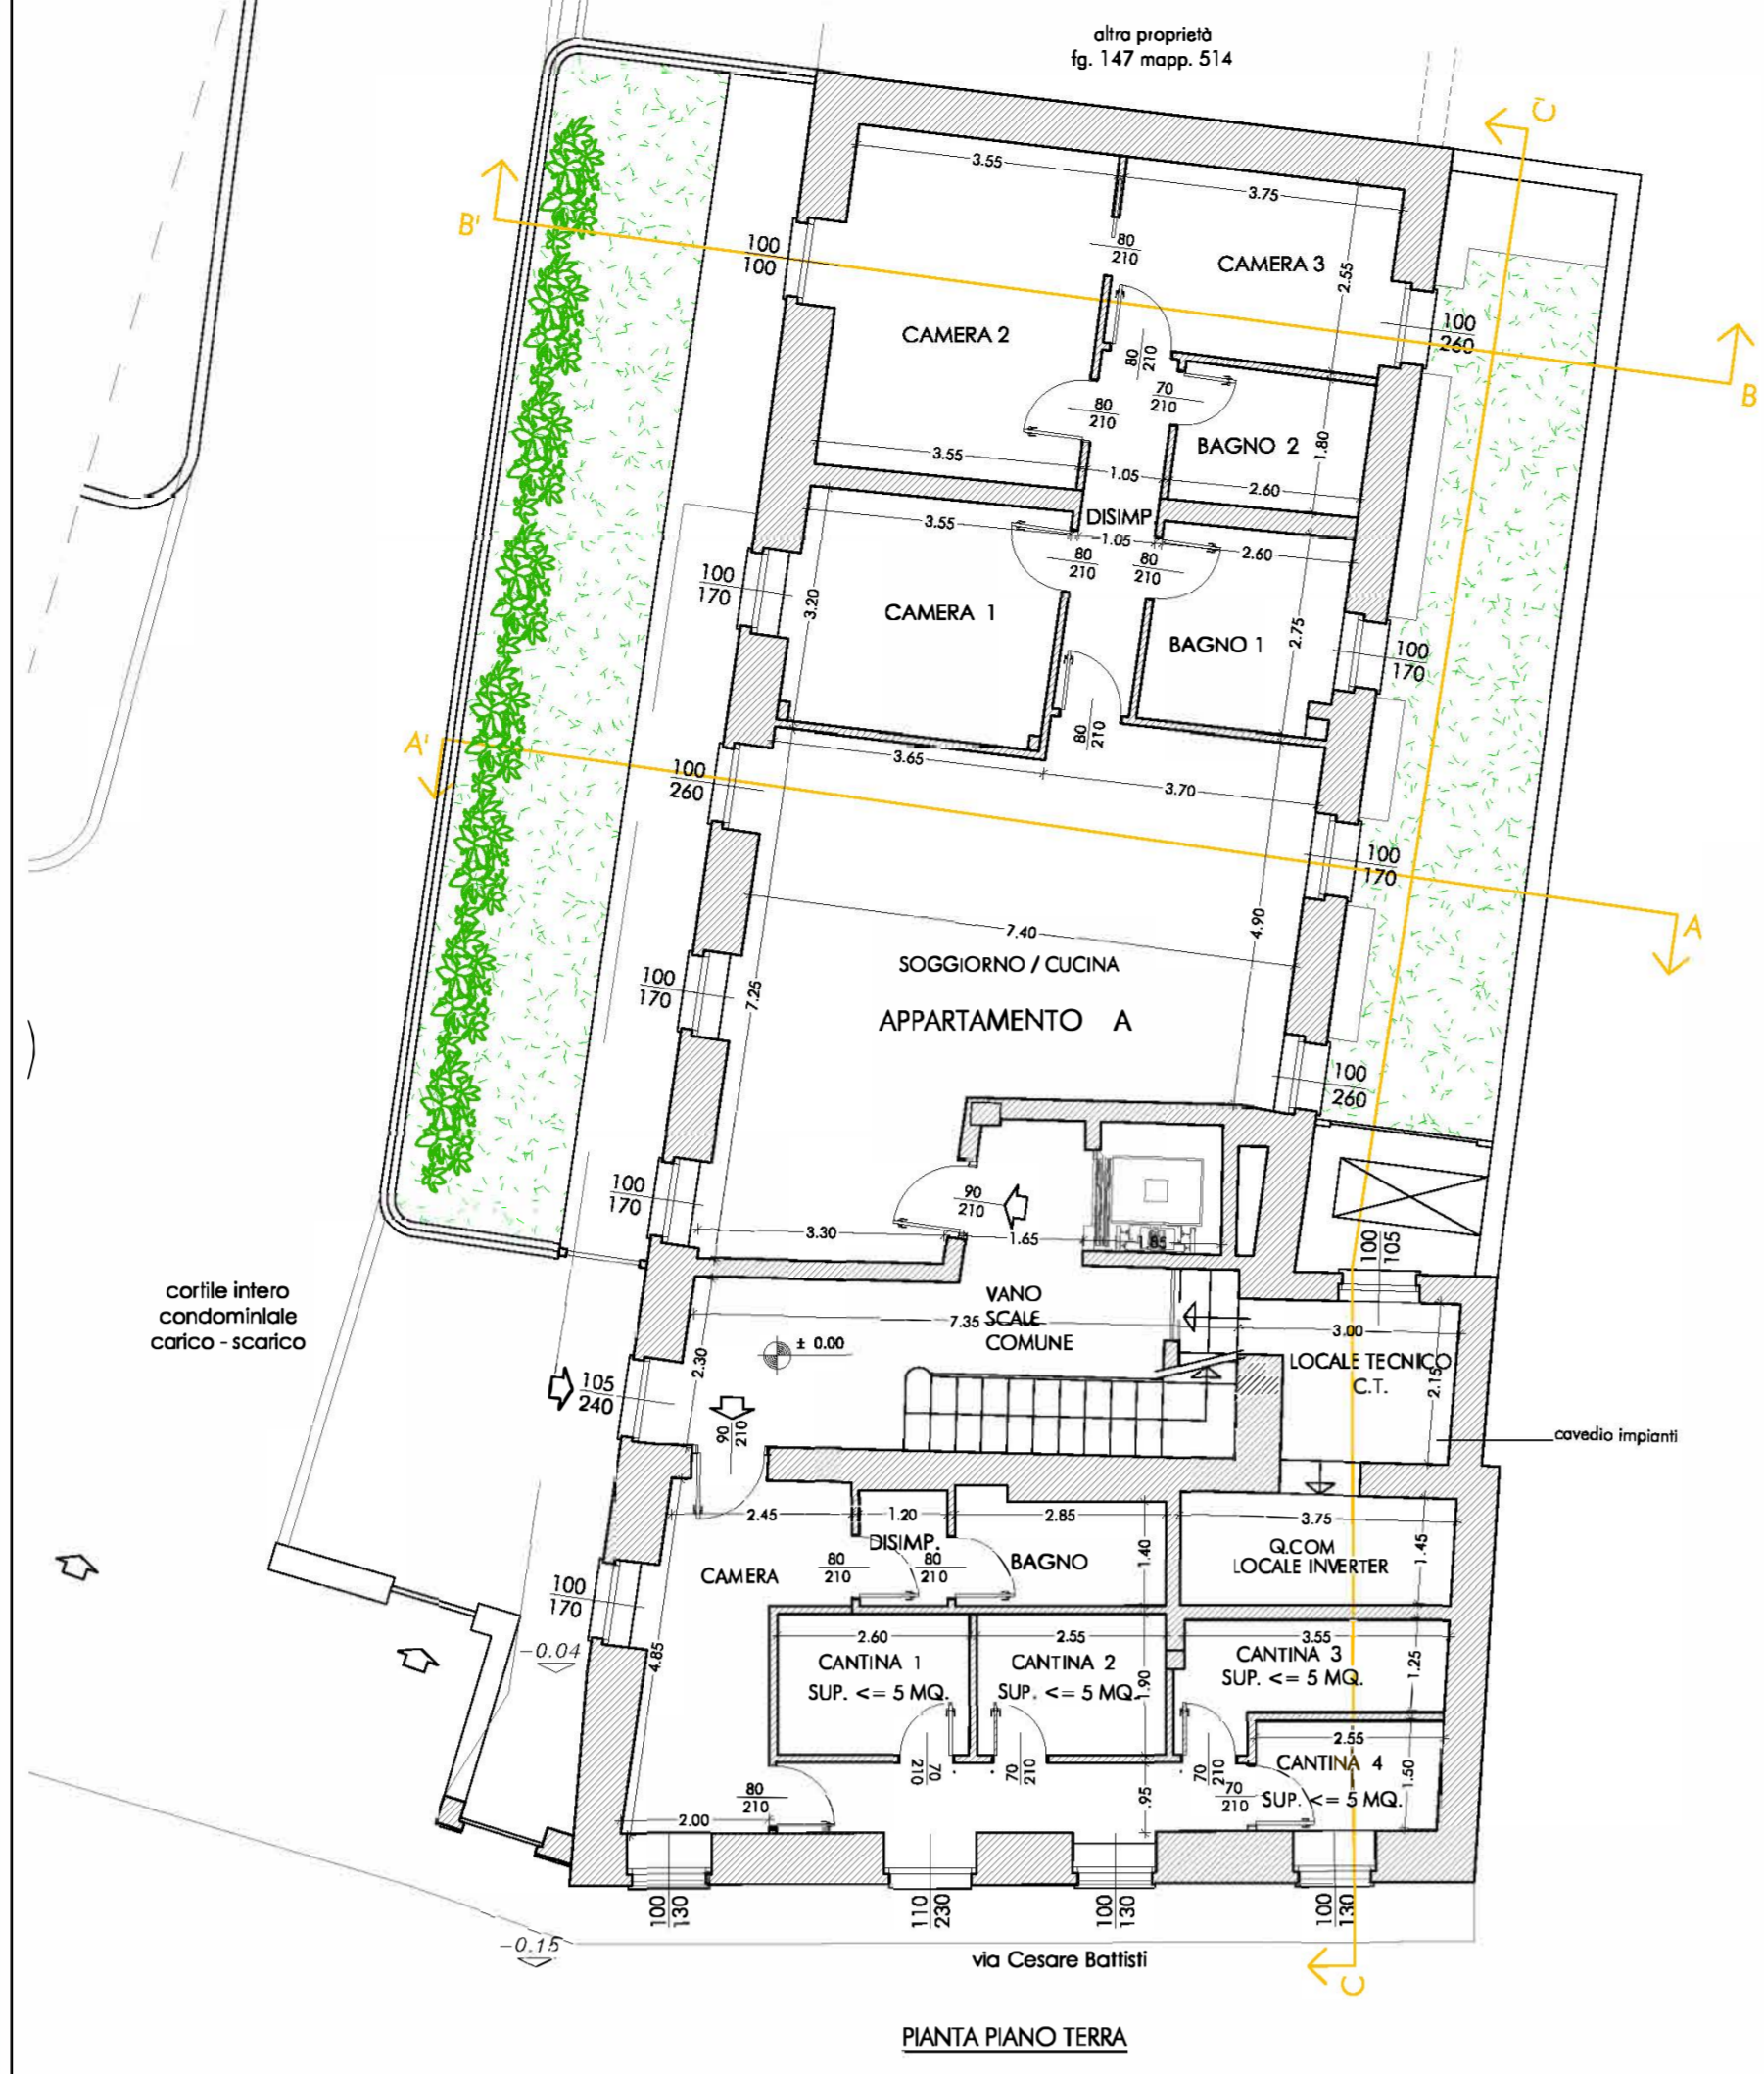 altra proprietà
fg. 147 mapp. 514
C'
B'
3.55
3.75
100
100
80
210
CAMERA 3
2.55
100
260
B
CAMERA 2
80
210
70
210
80
210
3.55
1.05
BAGNO 2
1.80
2.60
DISIMP
3.55
1.05
2.60
80
210
80
210
100
170
3.20
CAMERA 1
BAGNO 1
2.75
100
170
A'
80
210
3.65
3.70
100
260
100
170
4.90
A
7.40
SOGGIORNO / CUCINA
100
170
7.25
APPARTAMENTO A
100
260
100
170
90
210
3.30
1.65
1.85
100
105
cortile intero
condominiale
carico - scarico
VANO
SCALE
COMUNE
7.35
± 0.00
3.00
LOCALE TECNICO
C.T.
2.15
2.30
105
240
90
210
cavedio impianti
2.45
1.20
2.85
3.75
DISIMP.
80
210
80
210
BAGNO
1.40
Q.COM
LOCALE INVERTER
1.45
CAMERA
100
170
-0.04
4.85
2.60
2.55
3.55
CANTINA 1
SUP. <= 5 MQ.
CANTINA 2
SUP. <= 5 MQ.
1.90
CANTINA 3
SUP. <= 5 MQ.
1.25
2.55
CANTINA 4
SUP. <= 5 MQ.
1.50
70
210
70
210
70
210
70
210
80
210
.95
2.00
100
130
110
230
100
130
100
130
-0.15
via Cesare Battisti
C
PIANTA PIANO TERRA